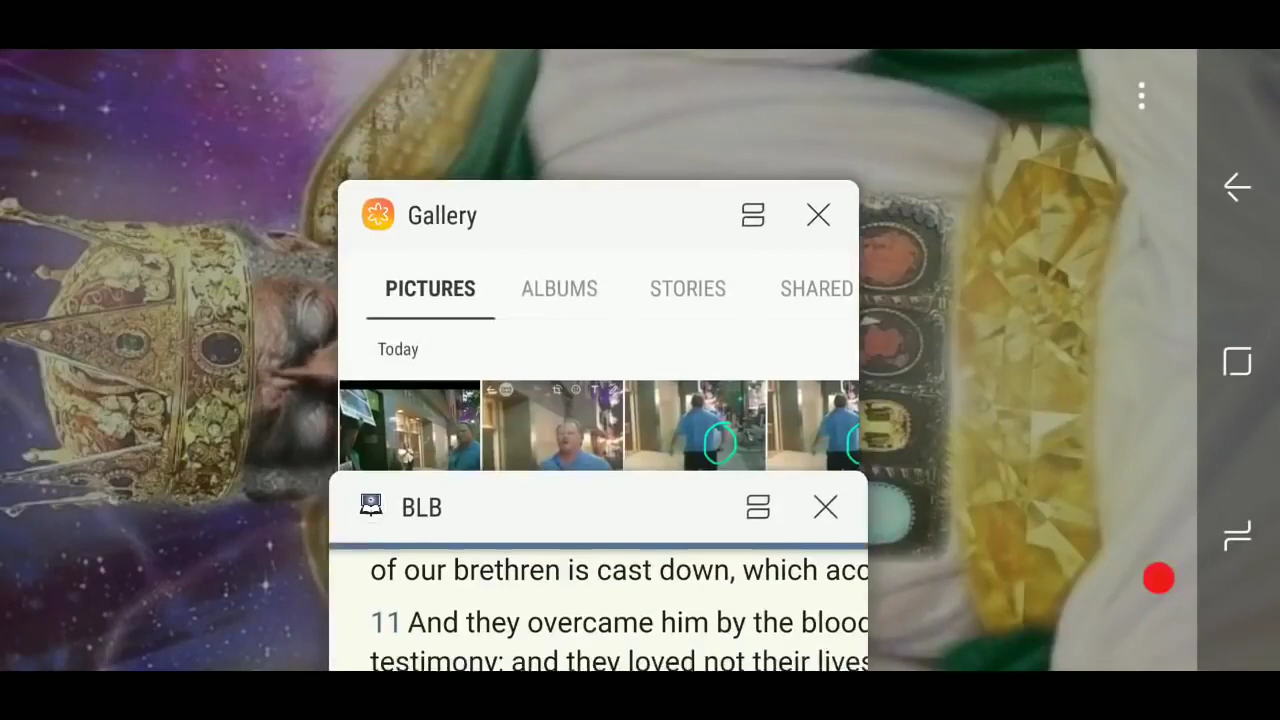 Gallery
PICTURES ALBUMS STORIES SHARED
Today
BLB
of our brethren is cast down, which acc
11 And they overcame him by the blood
testimony; and they loved not their lives